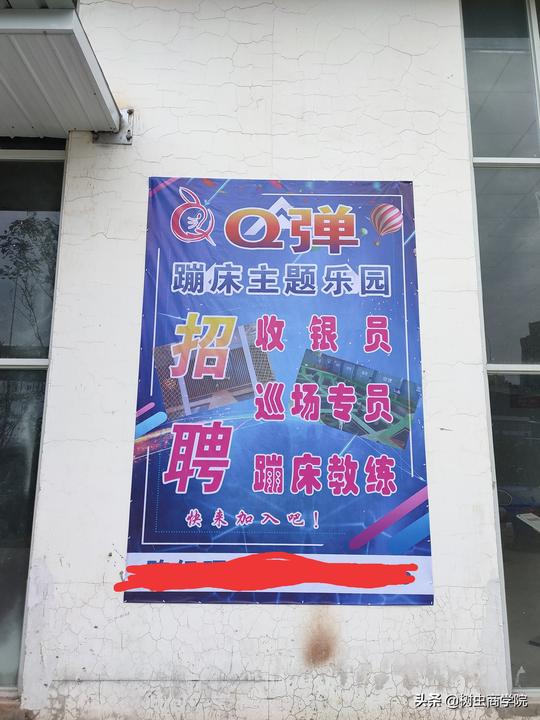 Q弹
蹦床主题乐园
招聘
收银员
巡场专员
蹦床教练
快来加入吧！
头条 @树虫商学院